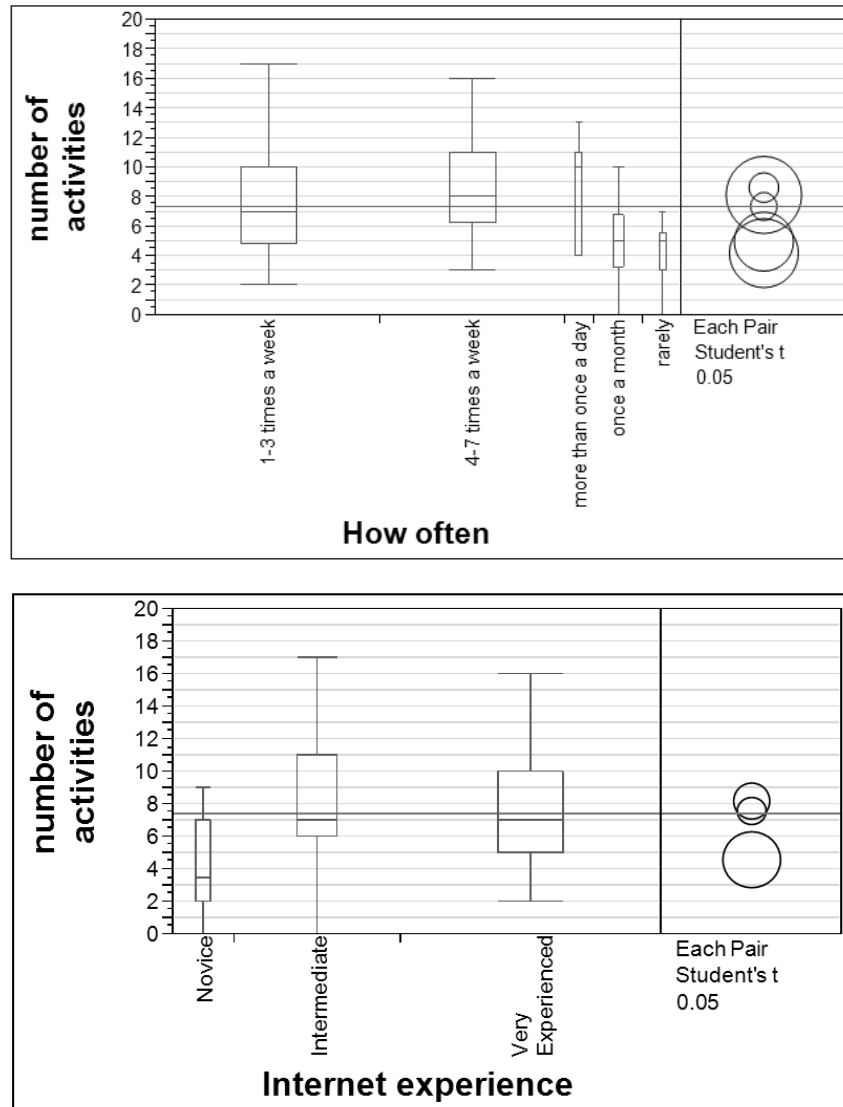 20
18
16
14
12
10
8
6
4
2
0
number of
activities
1-3 times a week
4-7 times a week
more than once a day
once a month
rarely
Each Pair
Student's t
0.05
How often
20
18
16
14
12
10
8
6
4
2
0
number of
activities
Novice
Intermediate
Very
Experienced
Each Pair
Student's t
0.05
Internet experience